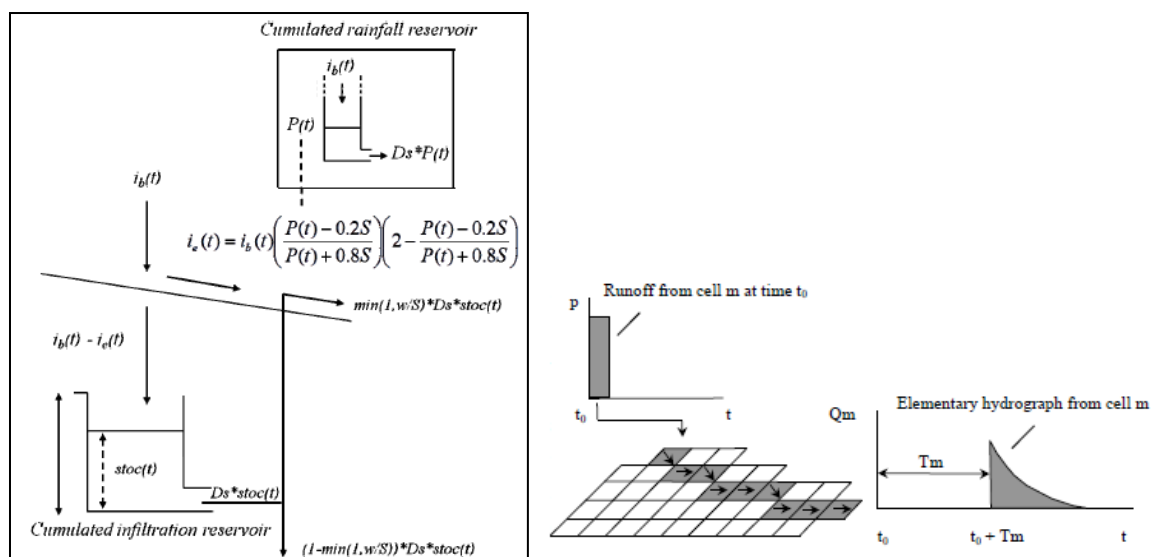 Cumulated rainfall reservoir
i_b(t)
P(t)
Ds*P(t)
i_b(t)
i_e(t) = i_b(t)((P(t) − 0.2S)/(P(t) + 0.8S))(2 − (P(t) − 0.2S)/(P(t) + 0.8S))
min(1,w/S)*Ds*stoc(t)
i_b(t) - i_e(t)
stoc(t)
Ds*stoc(t)
Cumulated infiltration reservoir
(1-min(1,w/S))*Ds*stoc(t)
p
Runoff from cell m at time t₀
t₀
t
Qm
Elementary hydrograph from cell m
Tm
t₀
t₀ + Tm
t